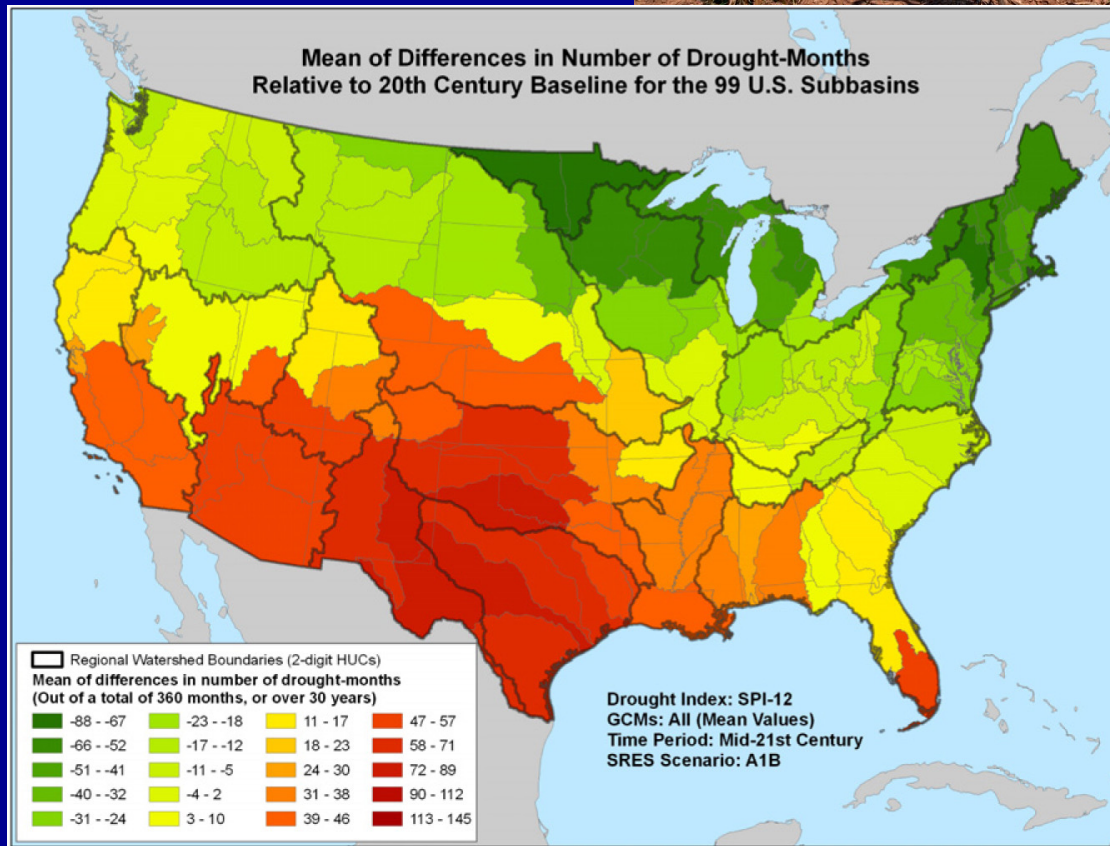 Mean of Differences in Number of Drought-Months
Relative to 20th Century Baseline for the 99 U.S. Subbasins
Regional Watershed Boundaries (2-digit HUCs)
Mean of differences in number of drought-months
(Out of a total of 360 months, or over 30 years)
-88 - -67
-66 - -52
-51 - -41
-40 - -32
-31 - -24
-23 - -18
-17 - -12
-11 - -5
-4 - 2
3 - 10
11 - 17
18 - 23
24 - 30
31 - 38
39 - 46
47 - 57
58 - 71
72 - 89
90 - 112
113 - 145
Drought Index: SPI-12
GCMs: All (Mean Values)
Time Period: Mid-21st Century
SRES Scenario: A1B